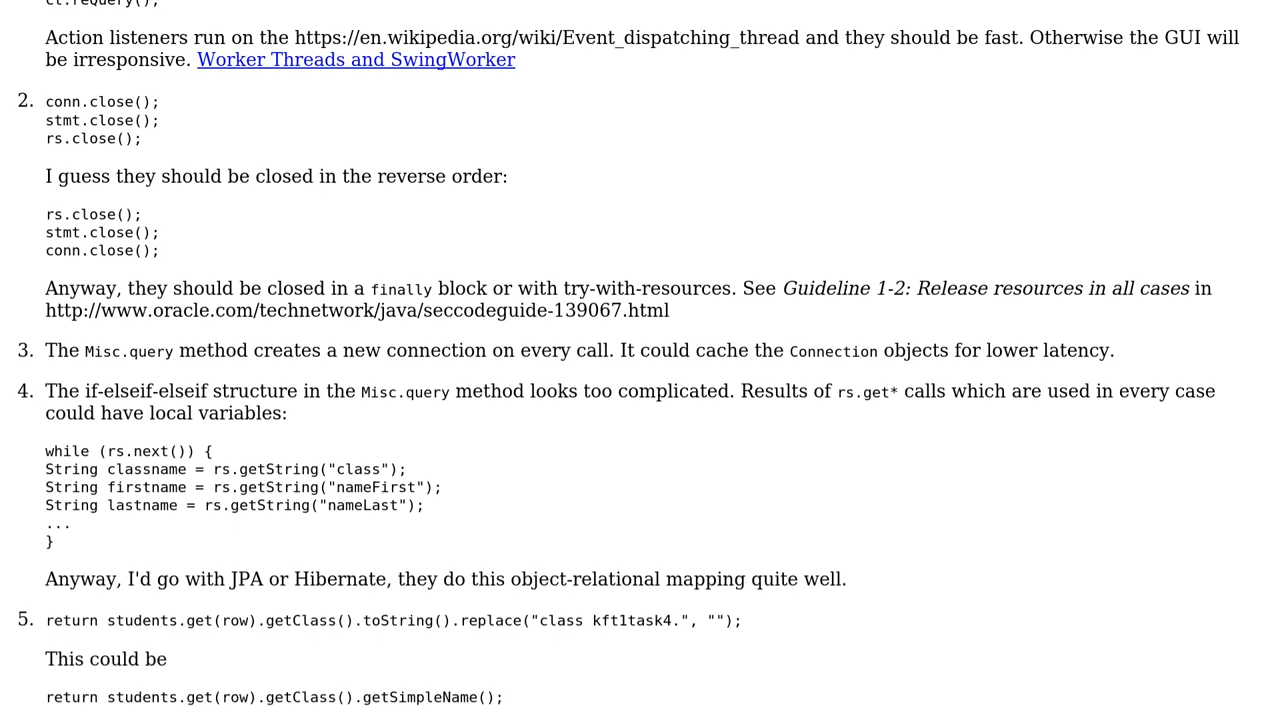 ct.reQuery();
Action listeners run on the https://en.wikipedia.org/wiki/Event_dispatching_thread and they should be fast. Otherwise the GUI will
be irresponsive. Worker Threads and SwingWorker
2. conn.close();
stmt.close();
rs.close();
I guess they should be closed in the reverse order:
rs.close();
stmt.close();
conn.close();
Anyway, they should be closed in a finally block or with try-with-resources. See Guideline 1-2: Release resources in all cases in
http://www.oracle.com/technetwork/java/seccodeguide-139067.html
3. The Misc.query method creates a new connection on every call. It could cache the Connection objects for lower latency.
4. The if-elseif-elseif structure in the Misc.query method looks too complicated. Results of rs.get* calls which are used in every case
could have local variables:
while (rs.next()) {
String classname = rs.getString("class");
String firstname = rs.getString("nameFirst");
String lastname = rs.getString("nameLast");
...
}
Anyway, I'd go with JPA or Hibernate, they do this object-relational mapping quite well.
5. return students.get(row).getClass().toString().replace("class kft1task4.", "");
This could be
return students.get(row).getClass().getSimpleName();